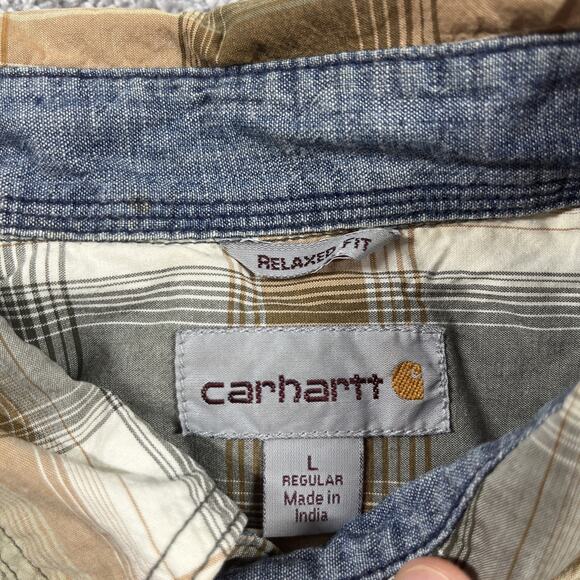 RELAXED FIT
carhartt
L
REGULAR
Made in
India